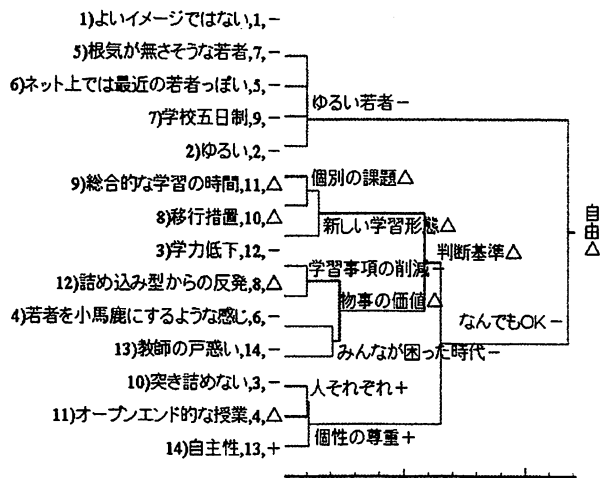 1)よいイメージではない,1,−
5)根気が無さそうな若者,7,−
6)ネット上では最近の若者っぽい,5,−
ゆるい若者−
7)学校五日制,9,−
2)ゆるい,2,−
9)総合的な学習の時間,11,△
個別の課題△
8)移行措置,10,△
新しい学習形態△
自由△
3)学力低下,12,−
判断基準△
学習事項の削減−
12)詰め込み型からの反発,8,△
物事の価値△
4)若者を小馬鹿にするような感じ,6,−
なんでもOK−
13)教師の戸惑い,14,−
みんなが困った時代−
10)突き詰めない,3,−
人それぞれ+
11)オープンエンド的な授業,4,△
個性の尊重+
14)自主性,13,+